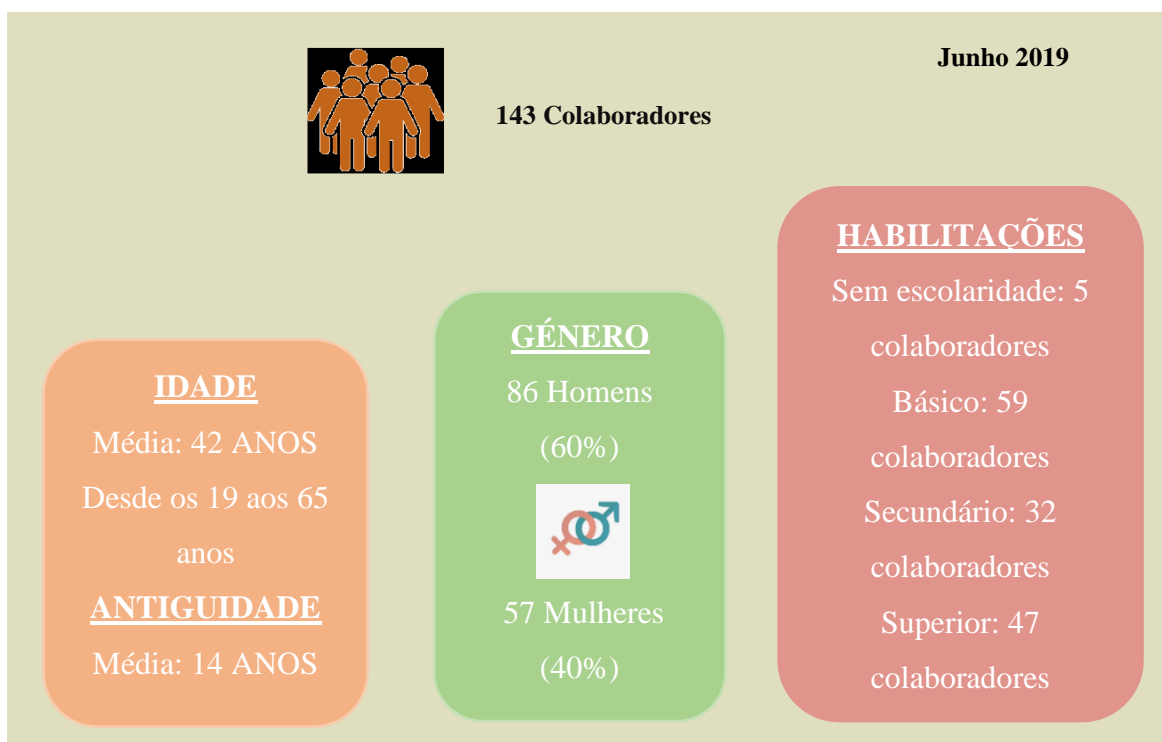 Junho 2019
143 Colaboradores
IDADE
Média: 42 ANOS
Desde os 19 aos 65
anos
ANTIGUIDADE
Média: 14 ANOS
GÉNERO
86 Homens
(60%)
57 Mulheres
(40%)
HABILITAÇÕES
Sem escolaridade: 5
colaboradores
Básico: 59
colaboradores
Secundário: 32
colaboradores
Superior: 47
colaboradores